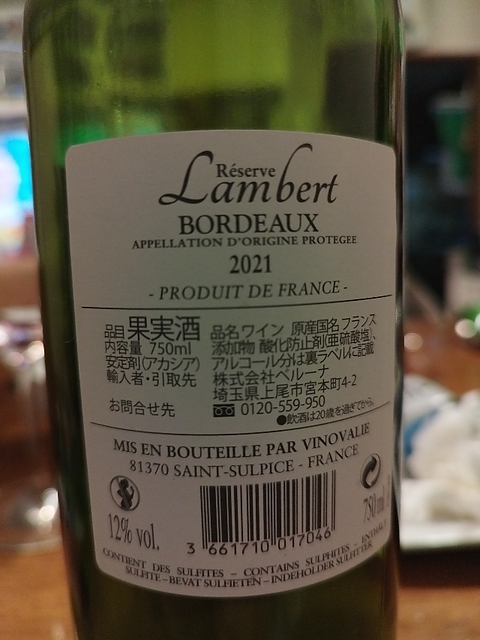 Réserve
Lambert
BORDEAUX
APPELLATION D'ORIGINE PROTEGEE
2021
- PRODUIT DE FRANCE -
品目 果実酒 品名 ワイン 原産国名 フランス
内容量 750ml 添加物 酸化防止剤(亜硫酸塩)、
安定剤(アカシア) アルコール分は裏ラベルに記載
輸入者・引取先 株式会社ベルーナ
埼玉県上尾市宮本町4-2
お問合せ先 0120-559-950
●飲酒は20歳を過ぎてから。
MIS EN BOUTEILLE PAR VINOVALIE
81370 SAINT-SULPICE - FRANCE
12% vol.
750ml
3 661710 017046
CONTIENT DES SULFITES - CONTAINS SULPHITES - ENTHÄLT
SULFITE - BEVAT SULFIETEN - INDEHOLDER SULFITTER